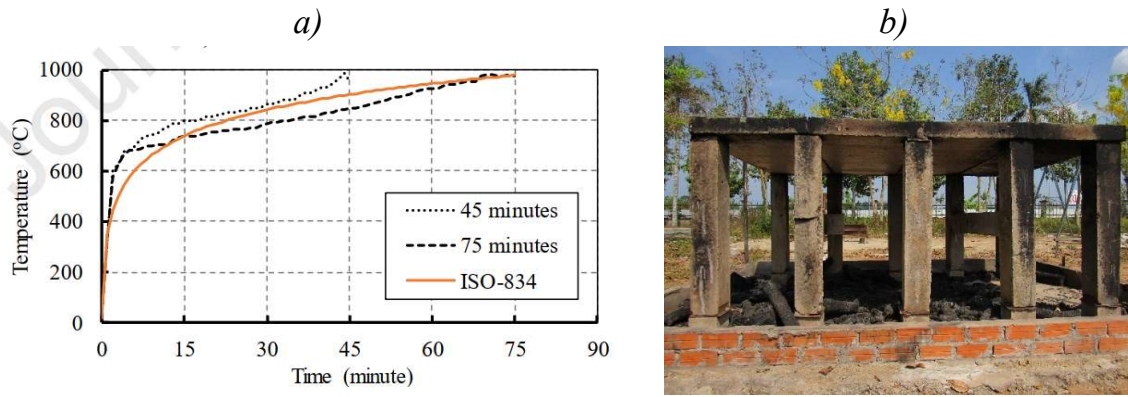 a)
b)
Temperature (°C)
1000
800
600
400
200
0
45 minutes
75 minutes
ISO-834
0 15 30 45 60 75 90
Time (minute)